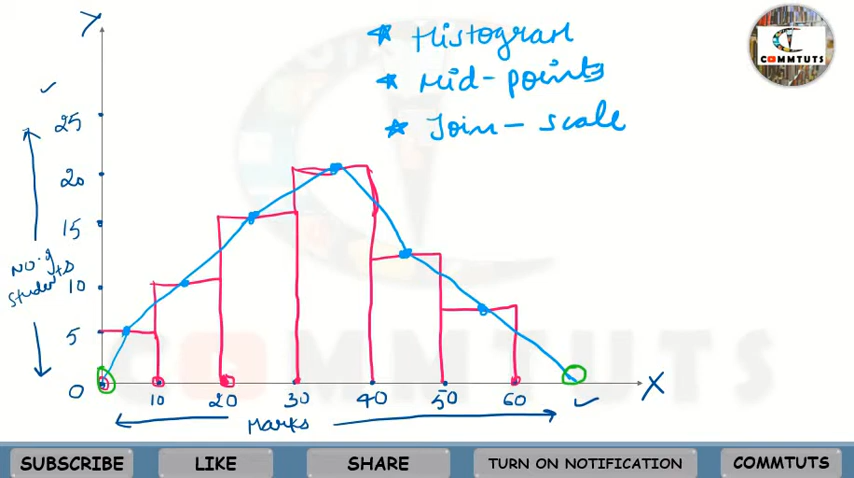 Y
* Histogram
* Mid-points
* Join - scale
COMMTUTS
25
20
15
10
5
0
No. of
Students
10 20 30 40 50 60
X
Marks
COMMTUTS
SUBSCRIBE LIKE SHARE TURN ON NOTIFICATION COMMTUTS